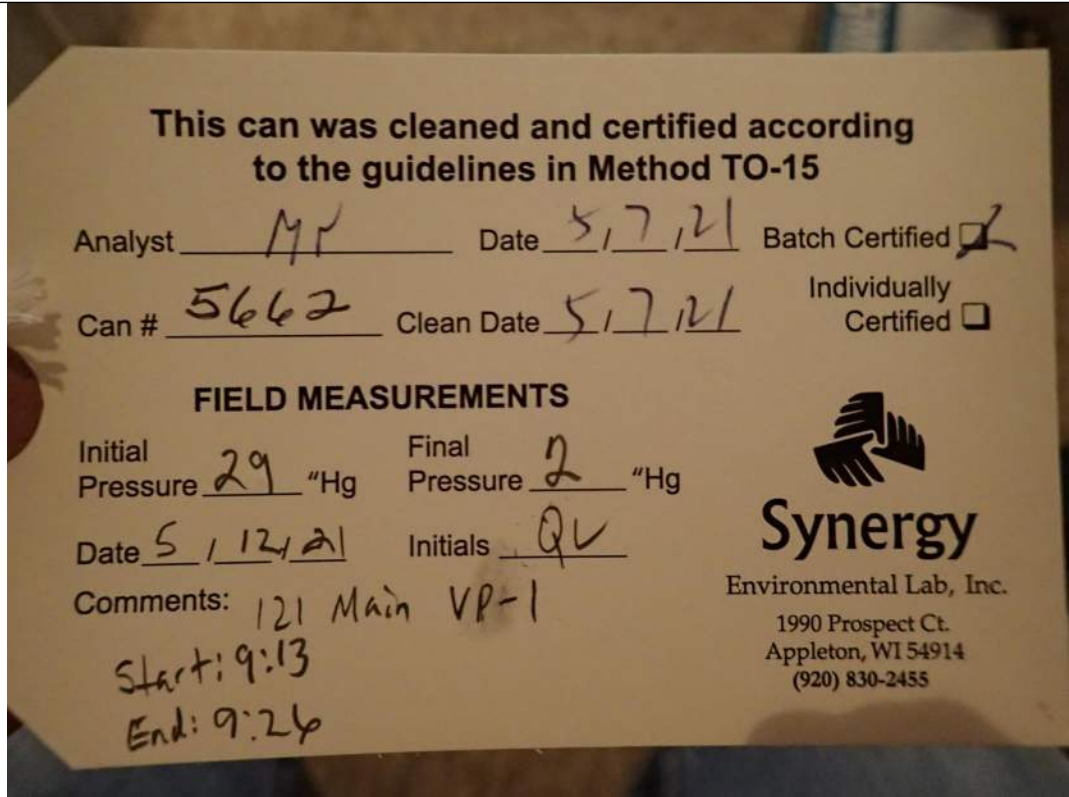 This can was cleaned and certified according
to the guidelines in Method TO-15
Analyst Date 5/7/21 Batch Certified
Can # 5662 Clean Date 5/7/21 Individually Certified
FIELD MEASUREMENTS
Initial Pressure 29 "Hg Final Pressure 2 "Hg
Date 5/12/21 Initials QV
Comments: 121 Main VP-1
Start: 9:13
End: 9:26
Synergy
Environmental Lab, Inc.
1990 Prospect Ct.
Appleton, WI 54914
(920) 830-2455